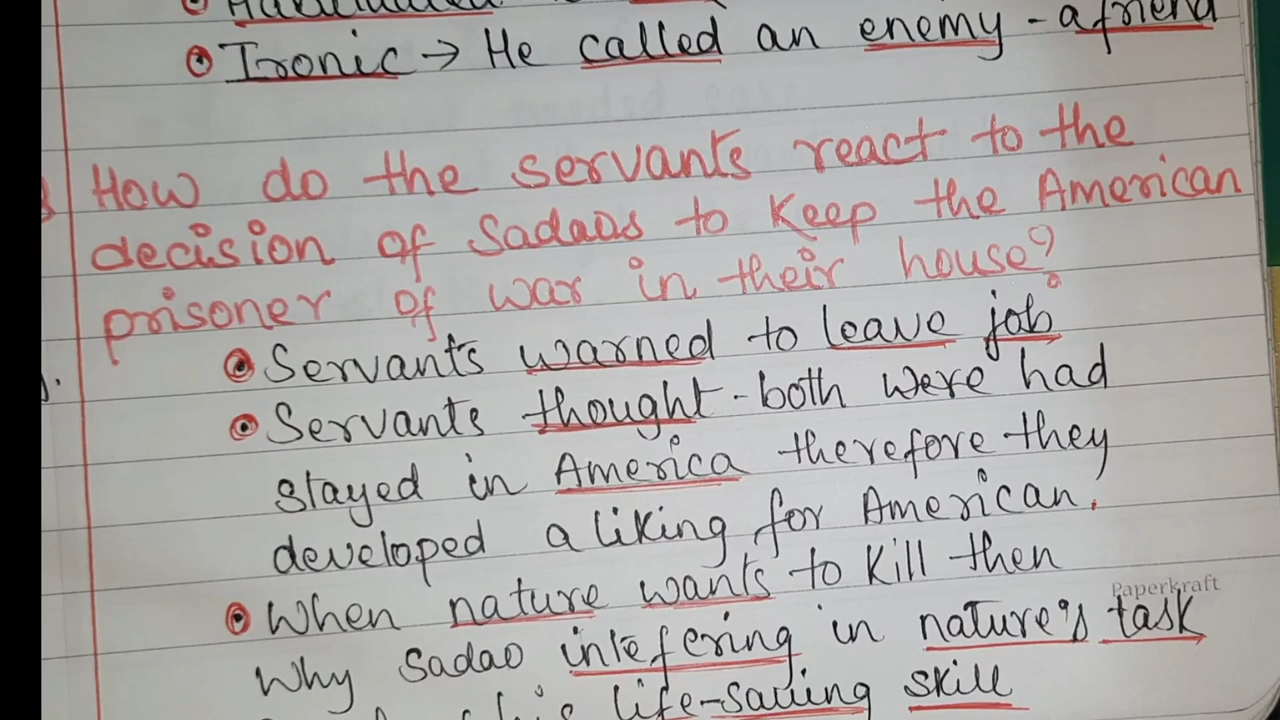 Ironic → He called an enemy - a friend
How do the servants react to the
decision of Sadaos to keep the American
prisoner of war in their house?
Servants warned to leave job
Servants thought - both were had
stayed in America therefore they
developed a liking for American.
When nature wants to kill then
Paperkraft
Why Sadao intefering in nature's task
life-saving skill